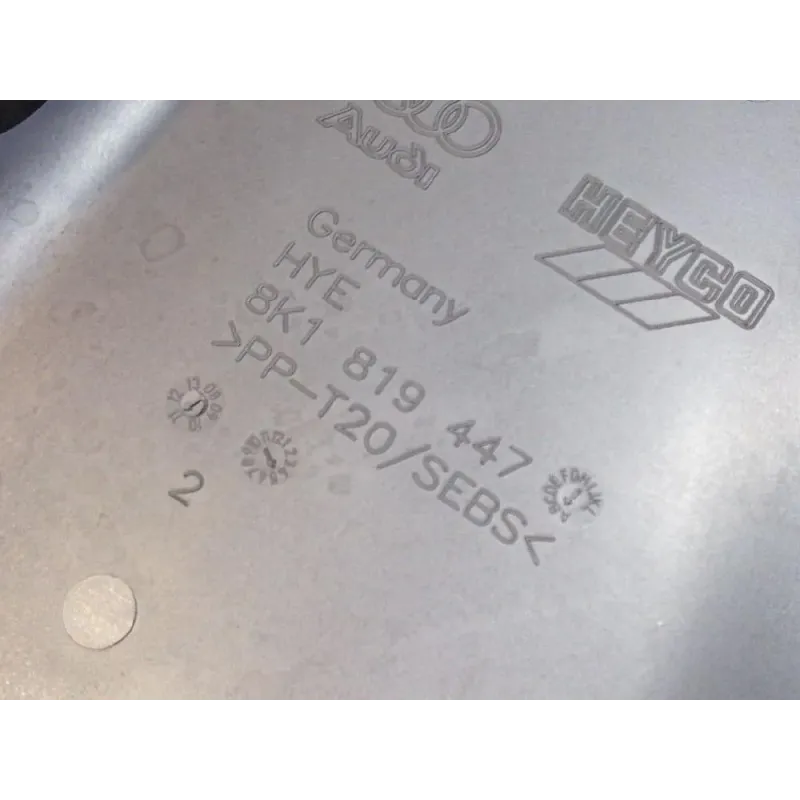 Audi
HEYCO
Germany
HYE
8K1 819 447
>PP-T20/SEBS<
2